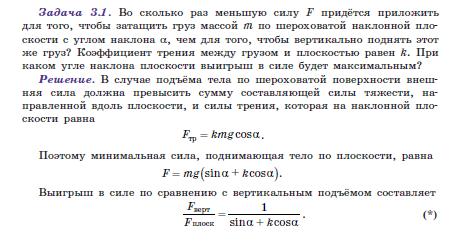 Задача 3.1. Во сколько раз меньшую силу F придётся приложить
для того, чтобы затащить груз массой m по шероховатой наклонной пло-
скости с углом наклона α, чем для того, чтобы вертикально поднять этот
же груз? Коэффициент трения между грузом и плоскостью равен k. При
каком угле наклона плоскости выигрыш в силе будет максимальным?
Решение. В случае подъёма тела по шероховатой поверхности внеш-
няя сила должна превысить сумму составляющей силы тяжести, на-
правленной вдоль плоскости, и силы трения, которая на наклонной пло-
скости равна
Fтр = kmg cosα.
Поэтому минимальная сила, поднимающая тело по плоскости, равна
F = mg(sinα + k cosα).
Выигрыш в силе по сравнению с вертикальным подъёмом составляет
Fверт / Fплоск = 1 / (sinα + k cosα). (*)